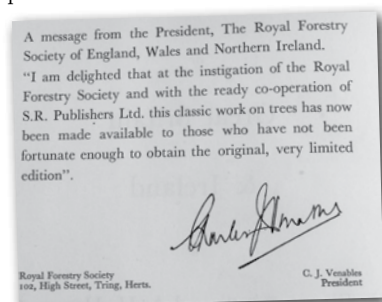 A message from the President, The Royal Forestry
Society of England, Wales and Northern Ireland.
“I am delighted that at the instigation of the Royal
Forestry Society and with the ready co-operation of
S.R. Publishers Ltd. this classic work on trees has now
been made available to those who have not been
fortunate enough to obtain the original, very limited
edition”.
Royal Forestry Society
102, High Street, Tring, Herts.
C. J. Venables
President